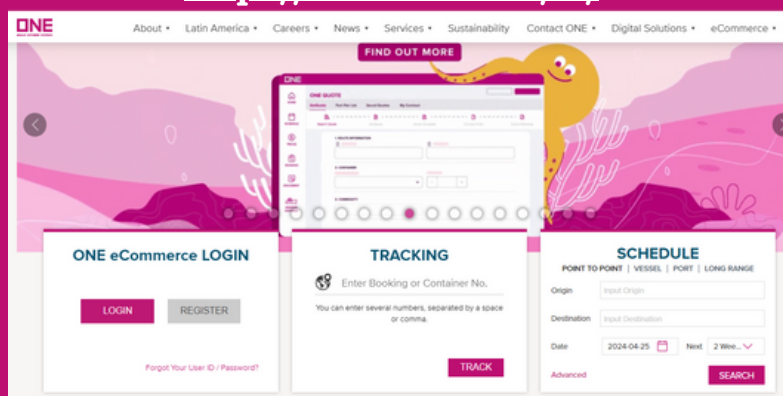 ONE
About • Latin America • Careers • News • Services • Sustainability Contact ONE • Digital Solutions • eCommerce •
FIND OUT MORE
ONE
ONE QUOTE
ONE eCommerce LOGIN
LOGIN REGISTER
Forgot Your User ID / Password?
TRACKING
Enter Booking or Container No.
You can enter several numbers, separated by a space
or comma.
TRACK
SCHEDULE
POINT TO POINT | VESSEL | PORT | LONG RANGE
Origin Input Origin
Destination Input Destination
Date 2024-04-25 Next 2 Wee...
Advanced SEARCH